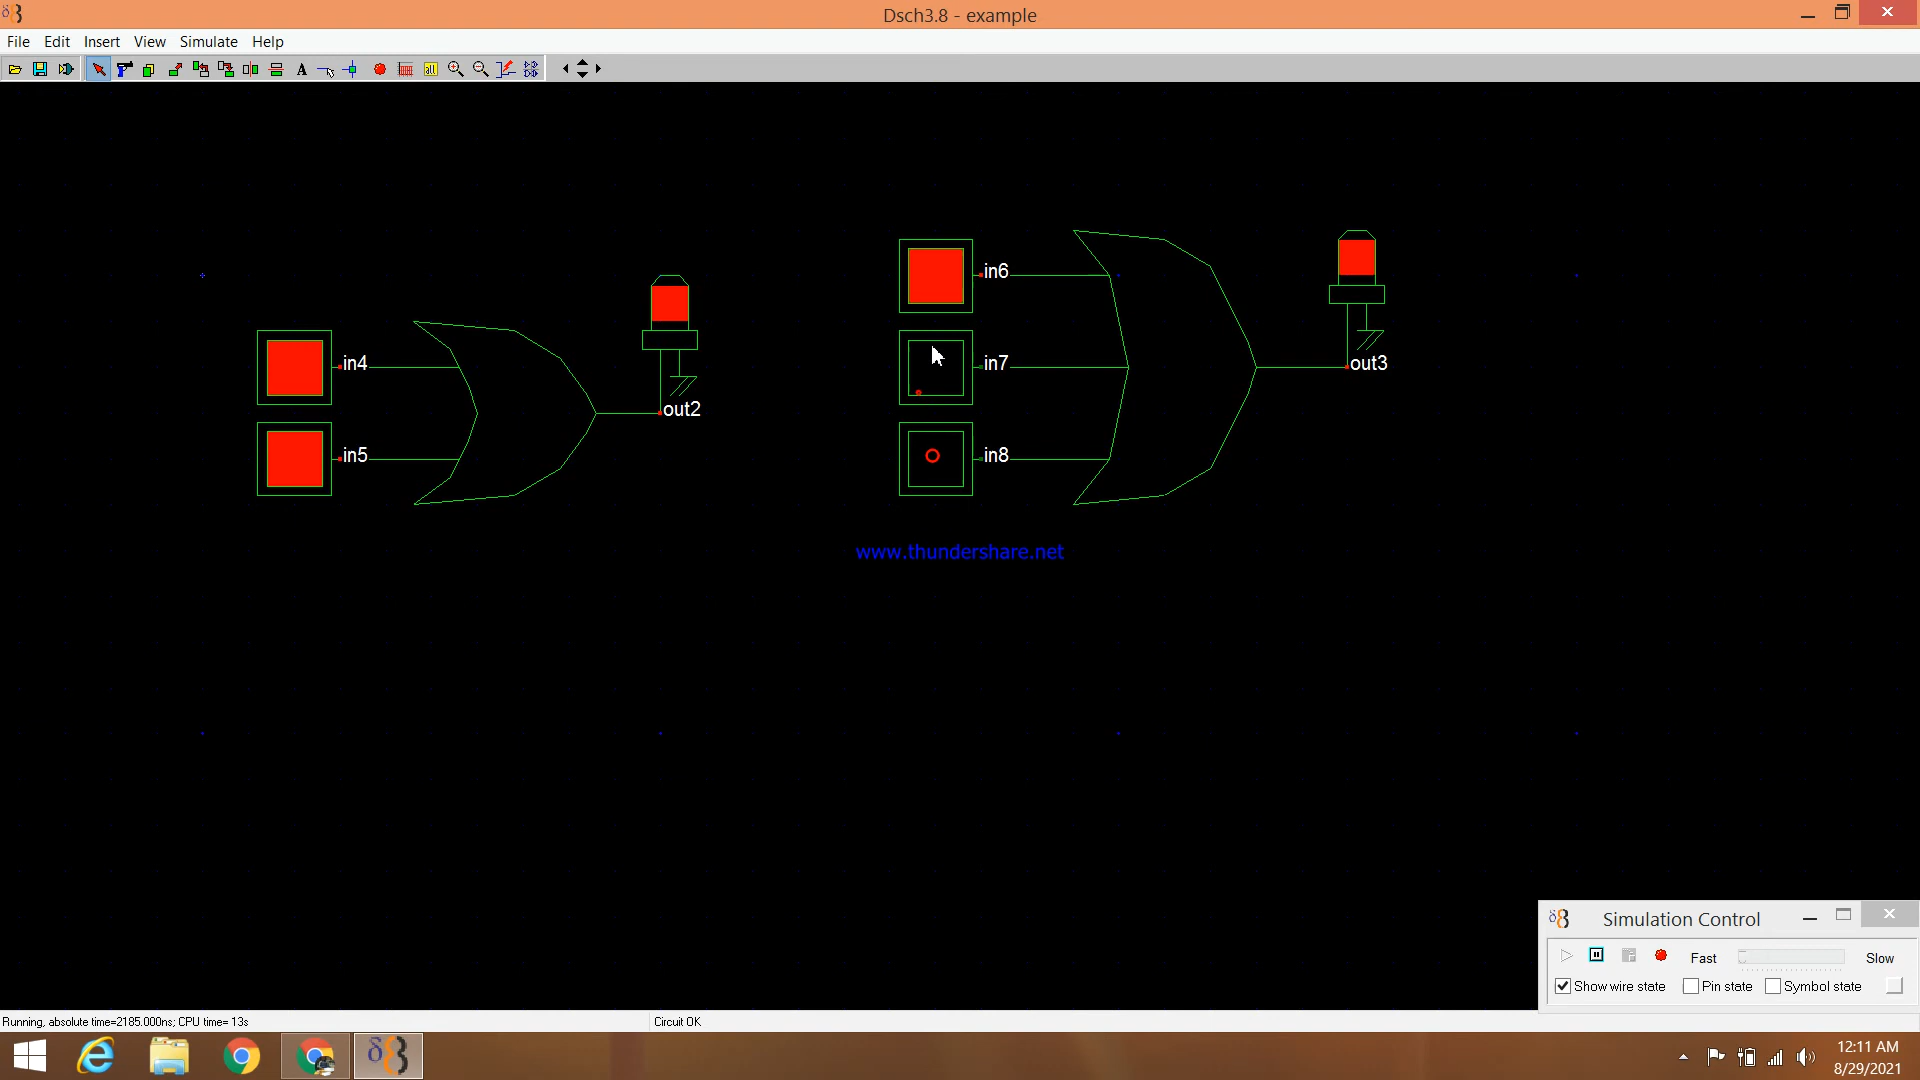 Dsch3.8 - example
File Edit Insert View Simulate Help
A
all
in4
in5
out2
in6
in7
in8
out3
www.thundershare.net
Simulation Control
Fast
Slow
Show wire state
Pin state
Symbol state
Running, absolute time=2185.000ns; CPU time= 13s
Circuit OK
12:11 AM
8/29/2021